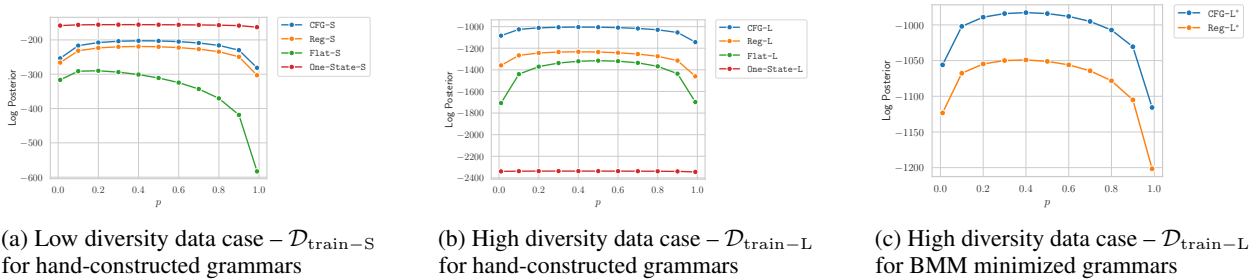 CFG-S
Reg-S
Flat-S
One-State-S
Log Posterior
−200
−300
−400
−500
−600
0.0 0.2 0.4 0.6 0.8 1.0
p
CFG-L
Reg-L
Flat-L
One-State-L
Log Posterior
−1000
−1200
−1400
−1600
−1800
−2000
−2200
−2400
0.0 0.2 0.4 0.6 0.8 1.0
p
CFG-L*
Reg-L*
Log Posterior
−1000
−1050
−1100
−1150
−1200
0.0 0.2 0.4 0.6 0.8 1.0
p
(a) Low diversity data case – 𝒟train−S
for hand-constructed grammars
(b) High diversity data case – 𝒟train−L
for hand-constructed grammars
(c) High diversity data case – 𝒟train−L
for BMM minimized grammars